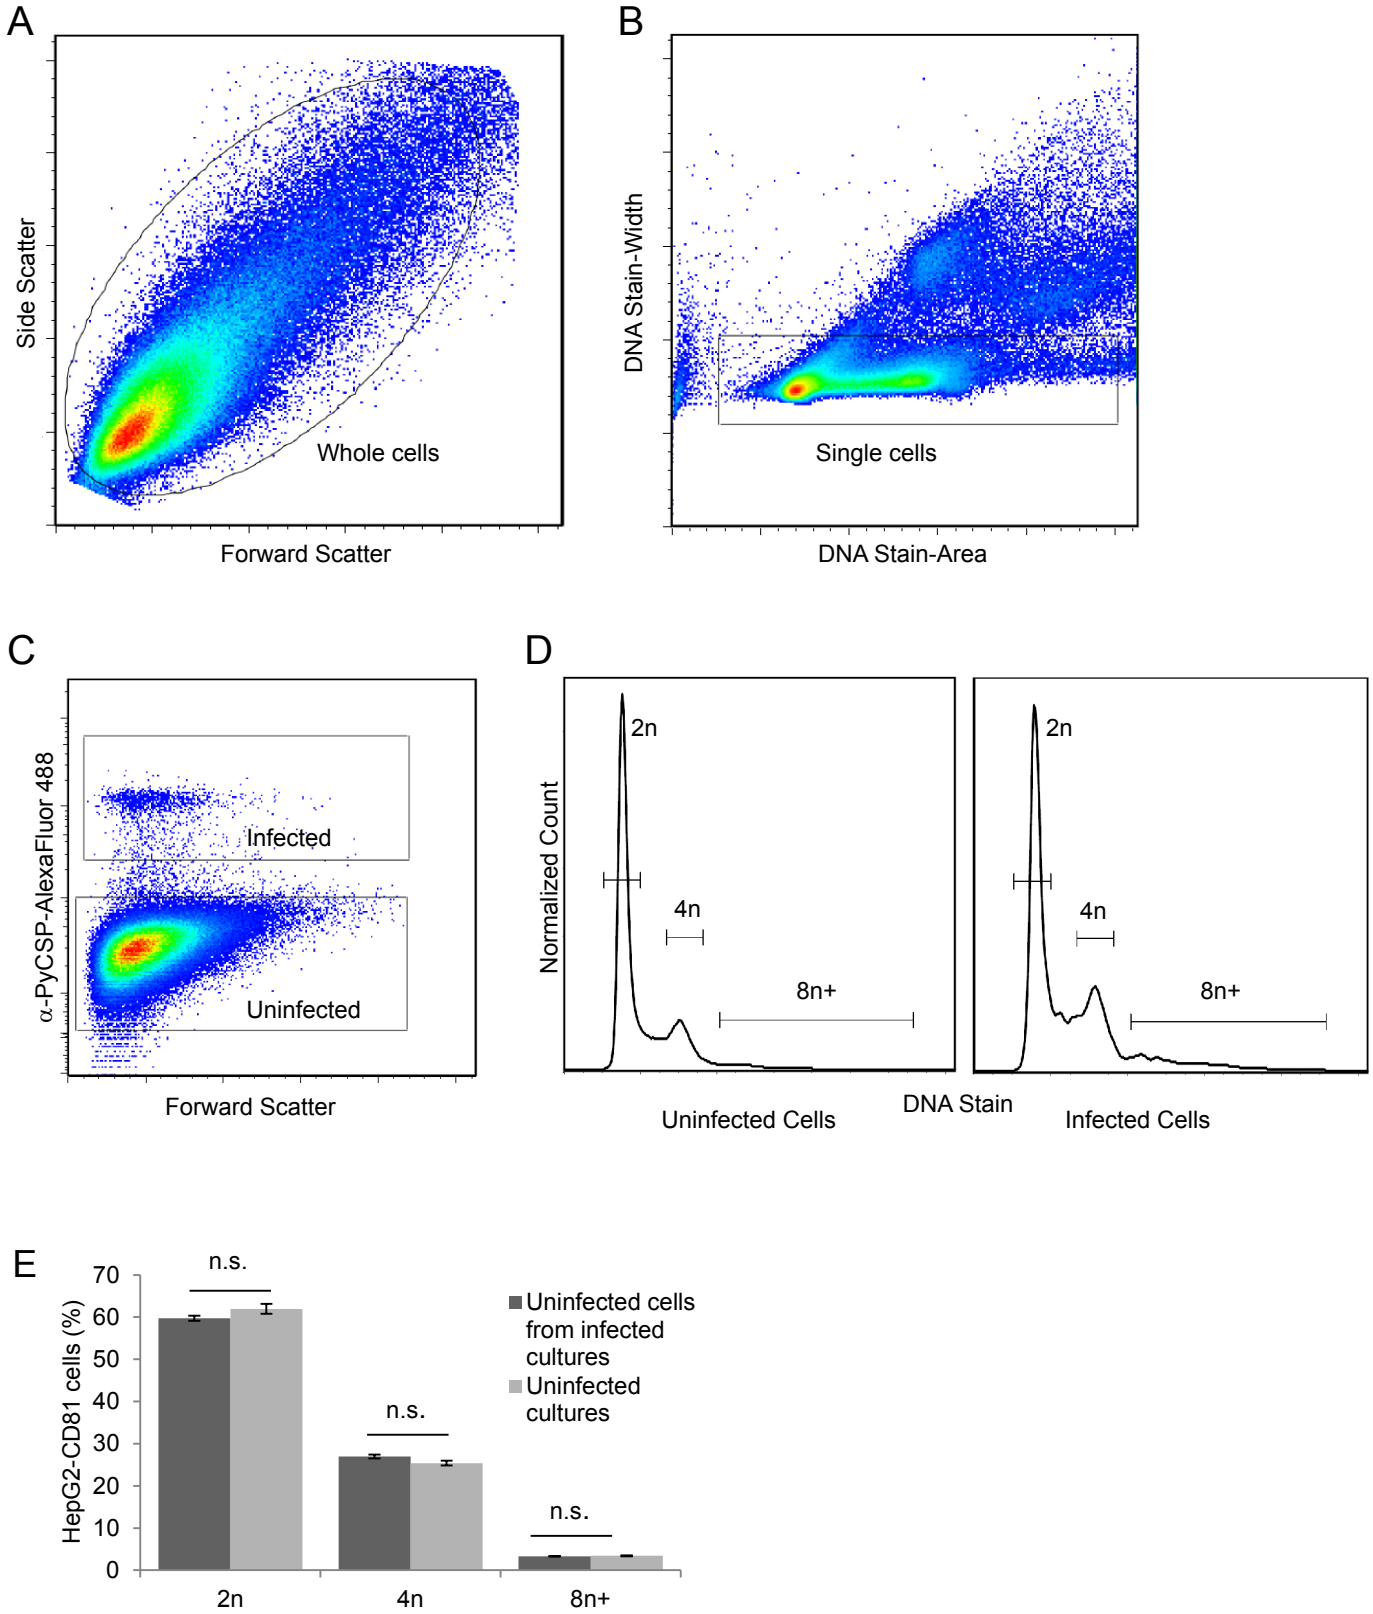 A
Side Scatter
Whole cells
Forward Scatter
B
DNA Stain-Width
Single cells
DNA Stain-Area
C
α-PyCSP-AlexaFluor 488
Infected
Uninfected
Forward Scatter
D
Normalized Count
2n
4n
8n+
2n
4n
8n+
Uninfected Cells
DNA Stain
Infected Cells
E
HepG2-CD81 cells (%)
70
60
50
40
30
20
10
0
n.s.
n.s.
n.s.
2n
4n
8n+
Uninfected cells
from infected
cultures
Uninfected
cultures